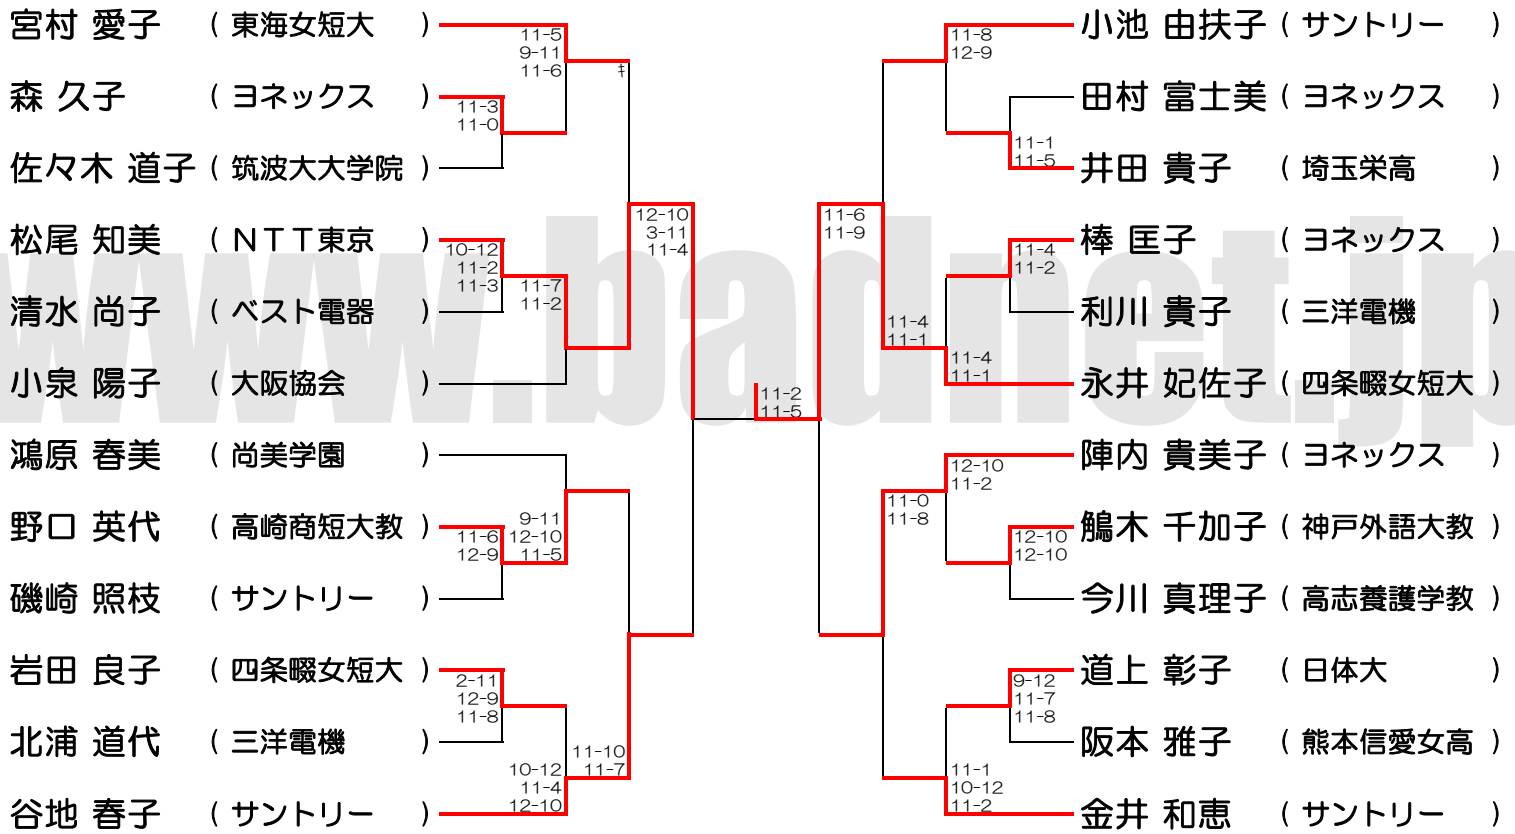 宮村 愛子 ( 東海女短大 )
森 久子 ( ヨネックス )
佐々木 道子 ( 筑波大大学院 )
松尾 知美 ( ＮＴＴ東京 )
清水 尚子 ( ベスト電器 )
小泉 陽子 ( 大阪協会 )
鴻原 春美 ( 尚美学園 )
野口 英代 ( 高崎商短大教 )
磯崎 照枝 ( サントリー )
岩田 良子 ( 四条畷女短大 )
北浦 道代 ( 三洋電機 )
谷地 春子 ( サントリー )
11-3
11-0
10-12
11-2
11-3
11-6
12-9
2-11
12-9
11-8
11-5
9-11
11-6
11-7
11-2
9-11
12-10
11-5
10-12
11-4
12-10
キ
12-10
3-11
11-4
11-10
11-7
11-2
11-5
11-6
11-9
11-4
11-1
11-0
11-8
11-8
12-9
11-4
11-1
12-10
11-2
11-1
10-12
11-2
11-1
11-5
11-4
11-2
12-10
12-10
9-12
11-7
11-8
小池 由扶子 ( サントリー )
田村 富士美 ( ヨネックス )
井田 貴子 ( 埼玉栄高 )
棒 匡子 ( ヨネックス )
利川 貴子 ( 三洋電機 )
永井 妃佐子 ( 四条畷女短大 )
陣内 貴美子 ( ヨネックス )
鵤木 千加子 ( 神戸外語大教 )
今川 真理子 ( 高志養護学教 )
道上 彰子 ( 日体大 )
阪本 雅子 ( 熊本信愛女高 )
金井 和恵 ( サントリー )
www.badnet.jp